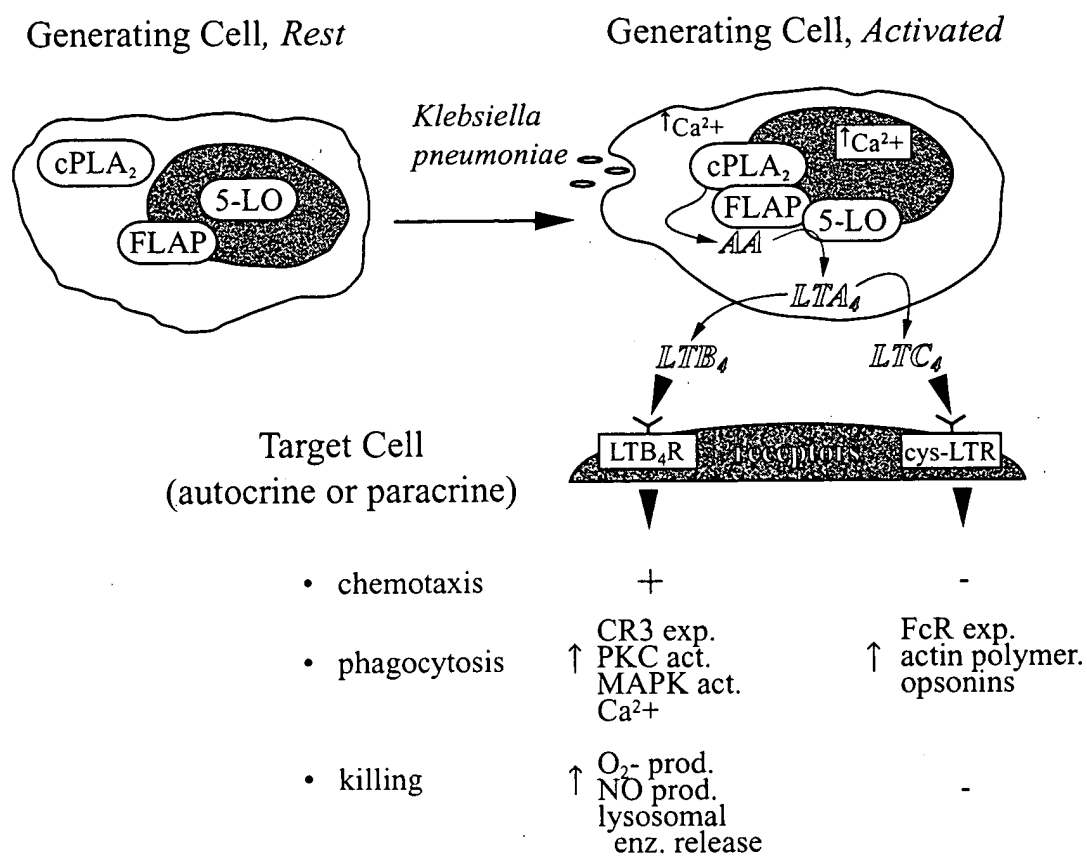 Generating Cell, Rest
Generating Cell, Activated
cPLA₂
5-LO
FLAP
Klebsiella
pneumoniae
↑Ca²⁺
↑Ca²⁺
cPLA₂
FLAP
5-LO
AA
LTA₄
LTB₄
LTC₄
Target Cell
(autocrine or paracrine)
LTB₄R
receptors
cys-LTR
• chemotaxis
+
-
• phagocytosis
↑
CR3 exp.
PKC act.
MAPK act.
Ca²⁺
↑
FcR exp.
actin polymer.
opsonins
• killing
↑
O₂- prod.
NO prod.
lysosomal
enz. release
-